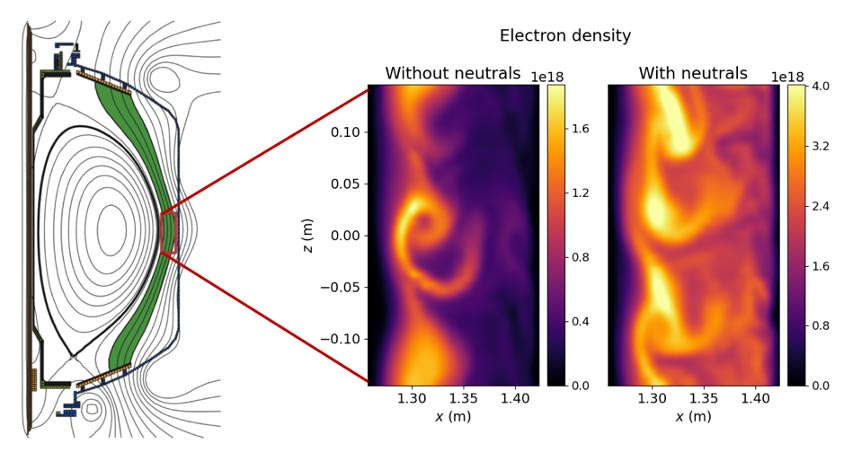 Electron density
Without neutrals
1e18
With neutrals
1e18
0.10
0.05
0.00
−0.05
−0.10
z (m)
1.30
1.35
1.40
x (m)
1.6
1.2
0.8
0.4
0.0
1.30
1.35
1.40
x (m)
4.0
3.2
2.4
1.6
0.8
0.0